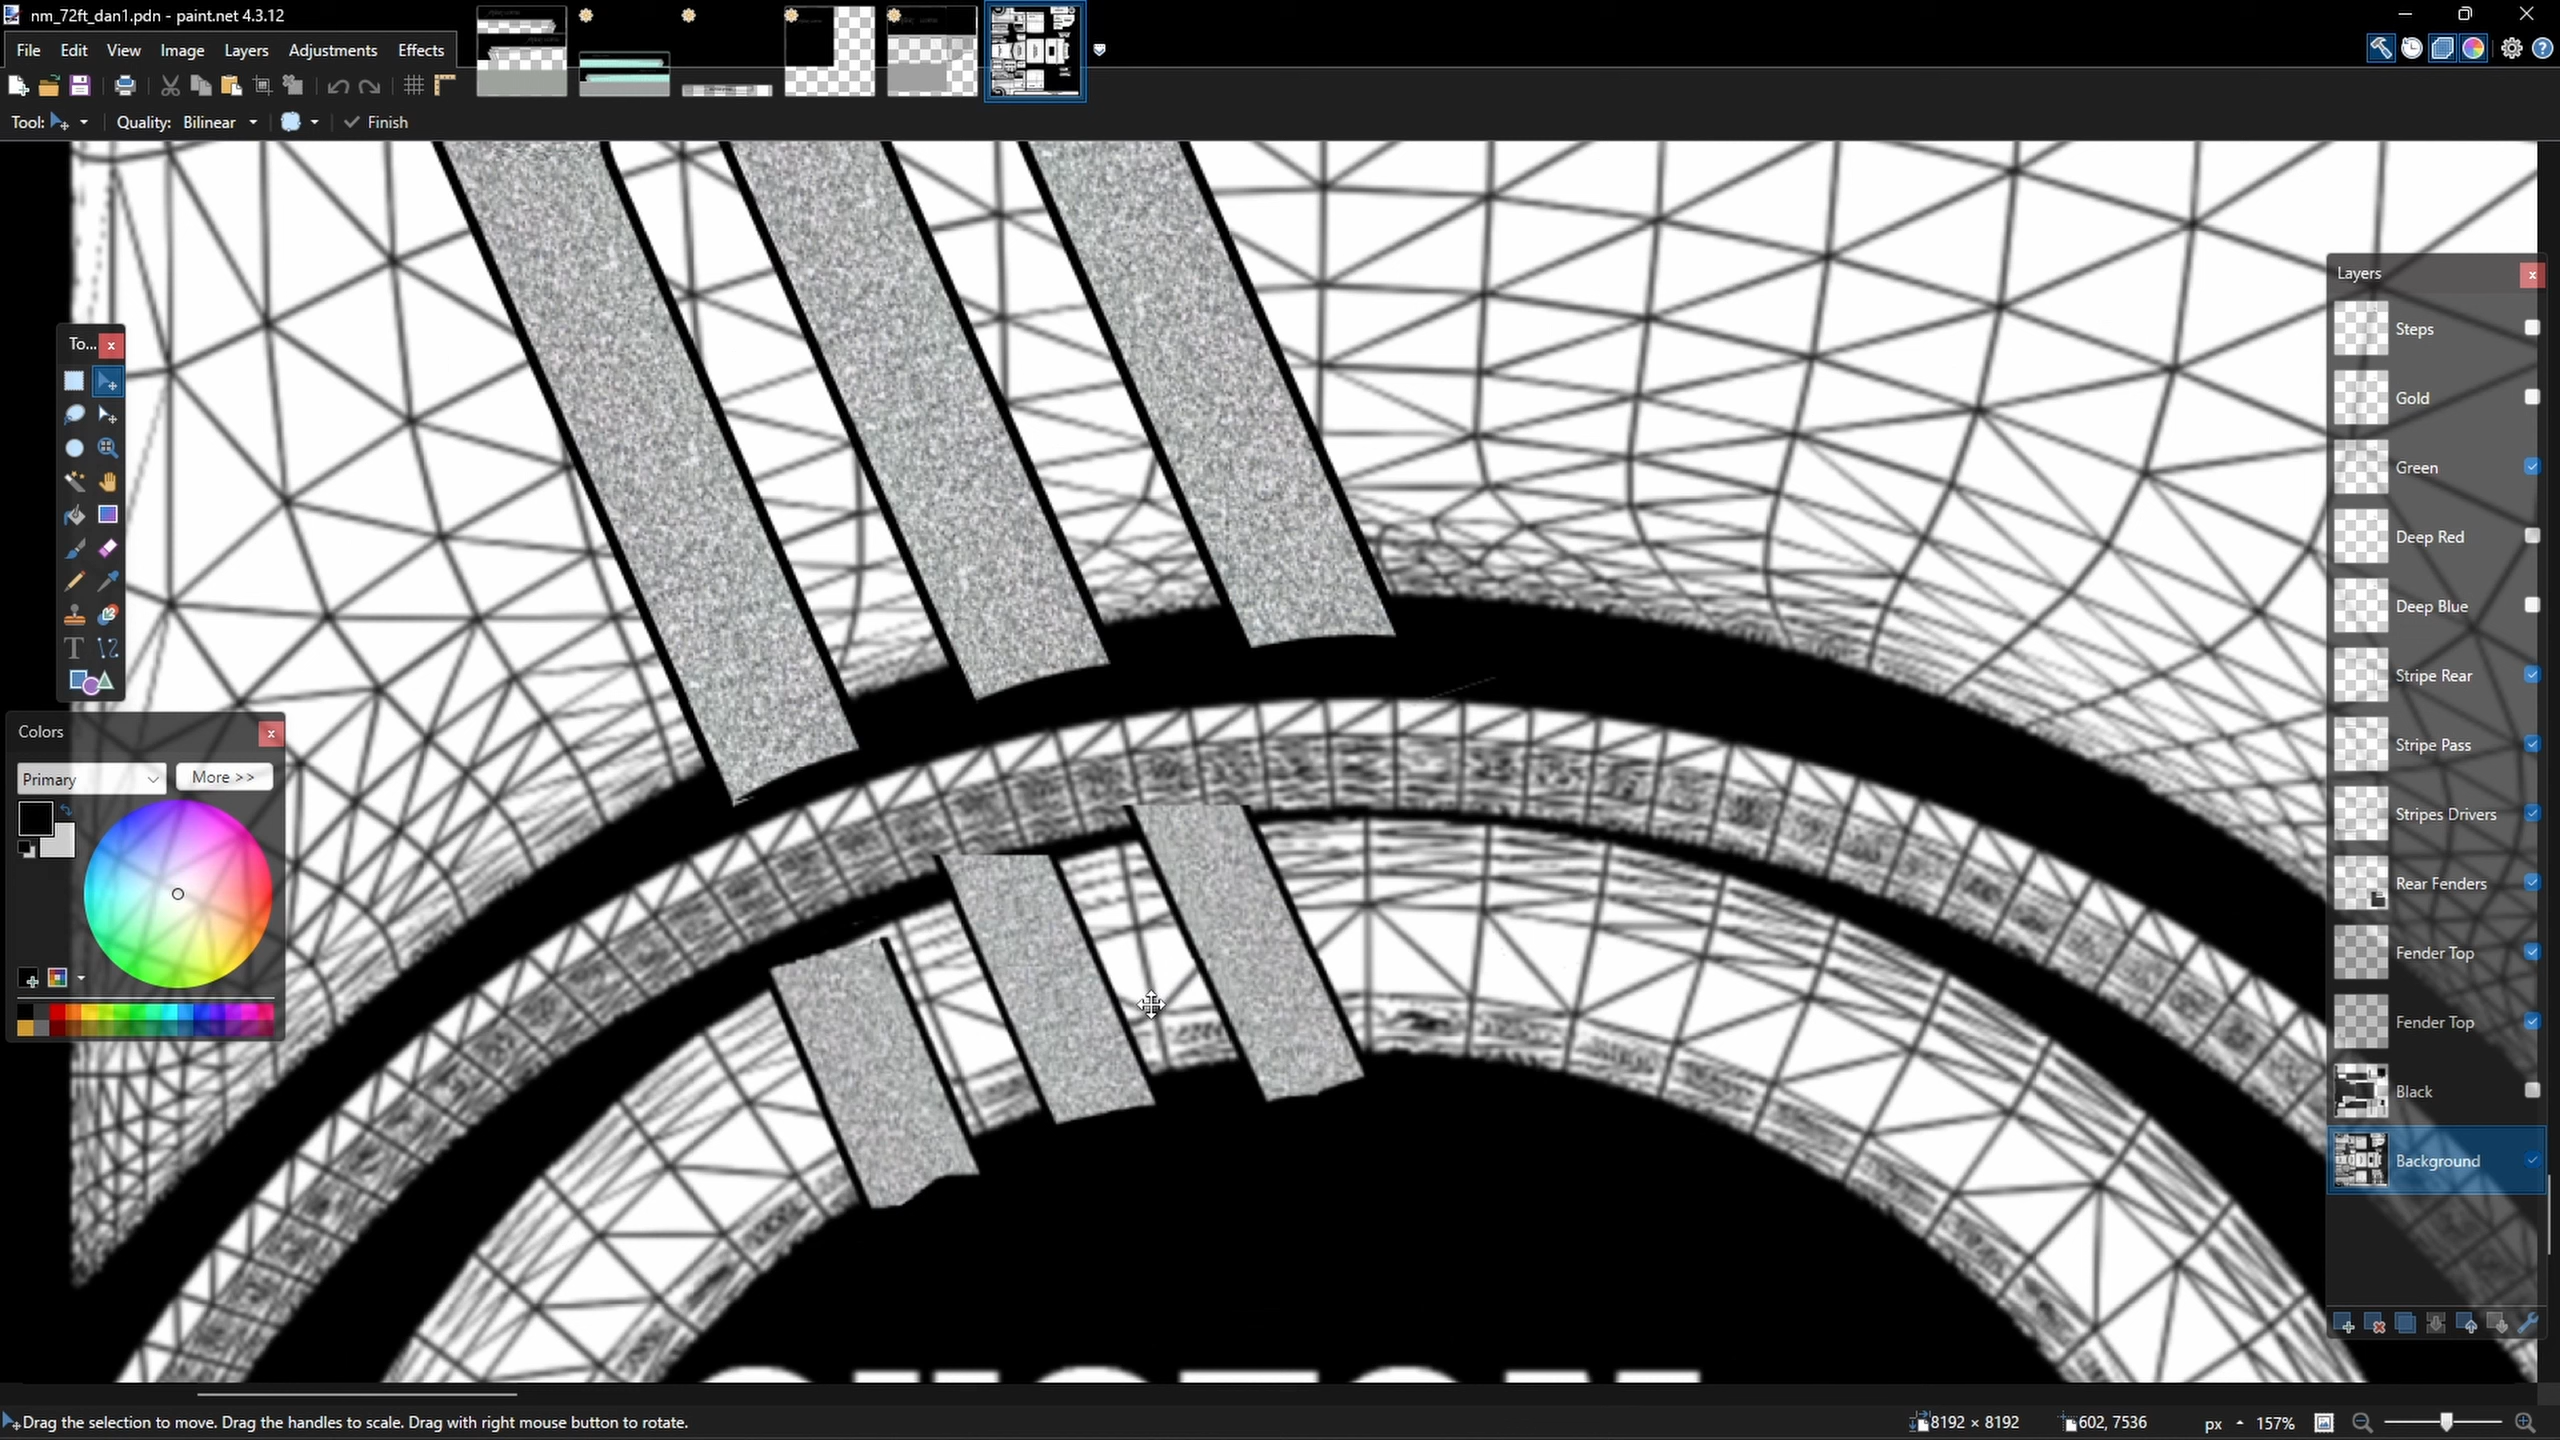 nm_72ft_dan1.pdn - paint.net 4.3.12
File Edit View Image Layers Adjustments Effects
Tool: Quality: Bilinear Finish
To...
Layers
Steps
Gold
Green
Deep Red
Deep Blue
Stripe Rear
Stripe Pass
Stripes Drivers
Rear Fenders
Fender Top
Fender Top
Black
Background
Colors
Primary More >>
Drag the selection to move. Drag the handles to scale. Drag with right mouse button to rotate.
8192 × 8192 602, 7536 px 157%